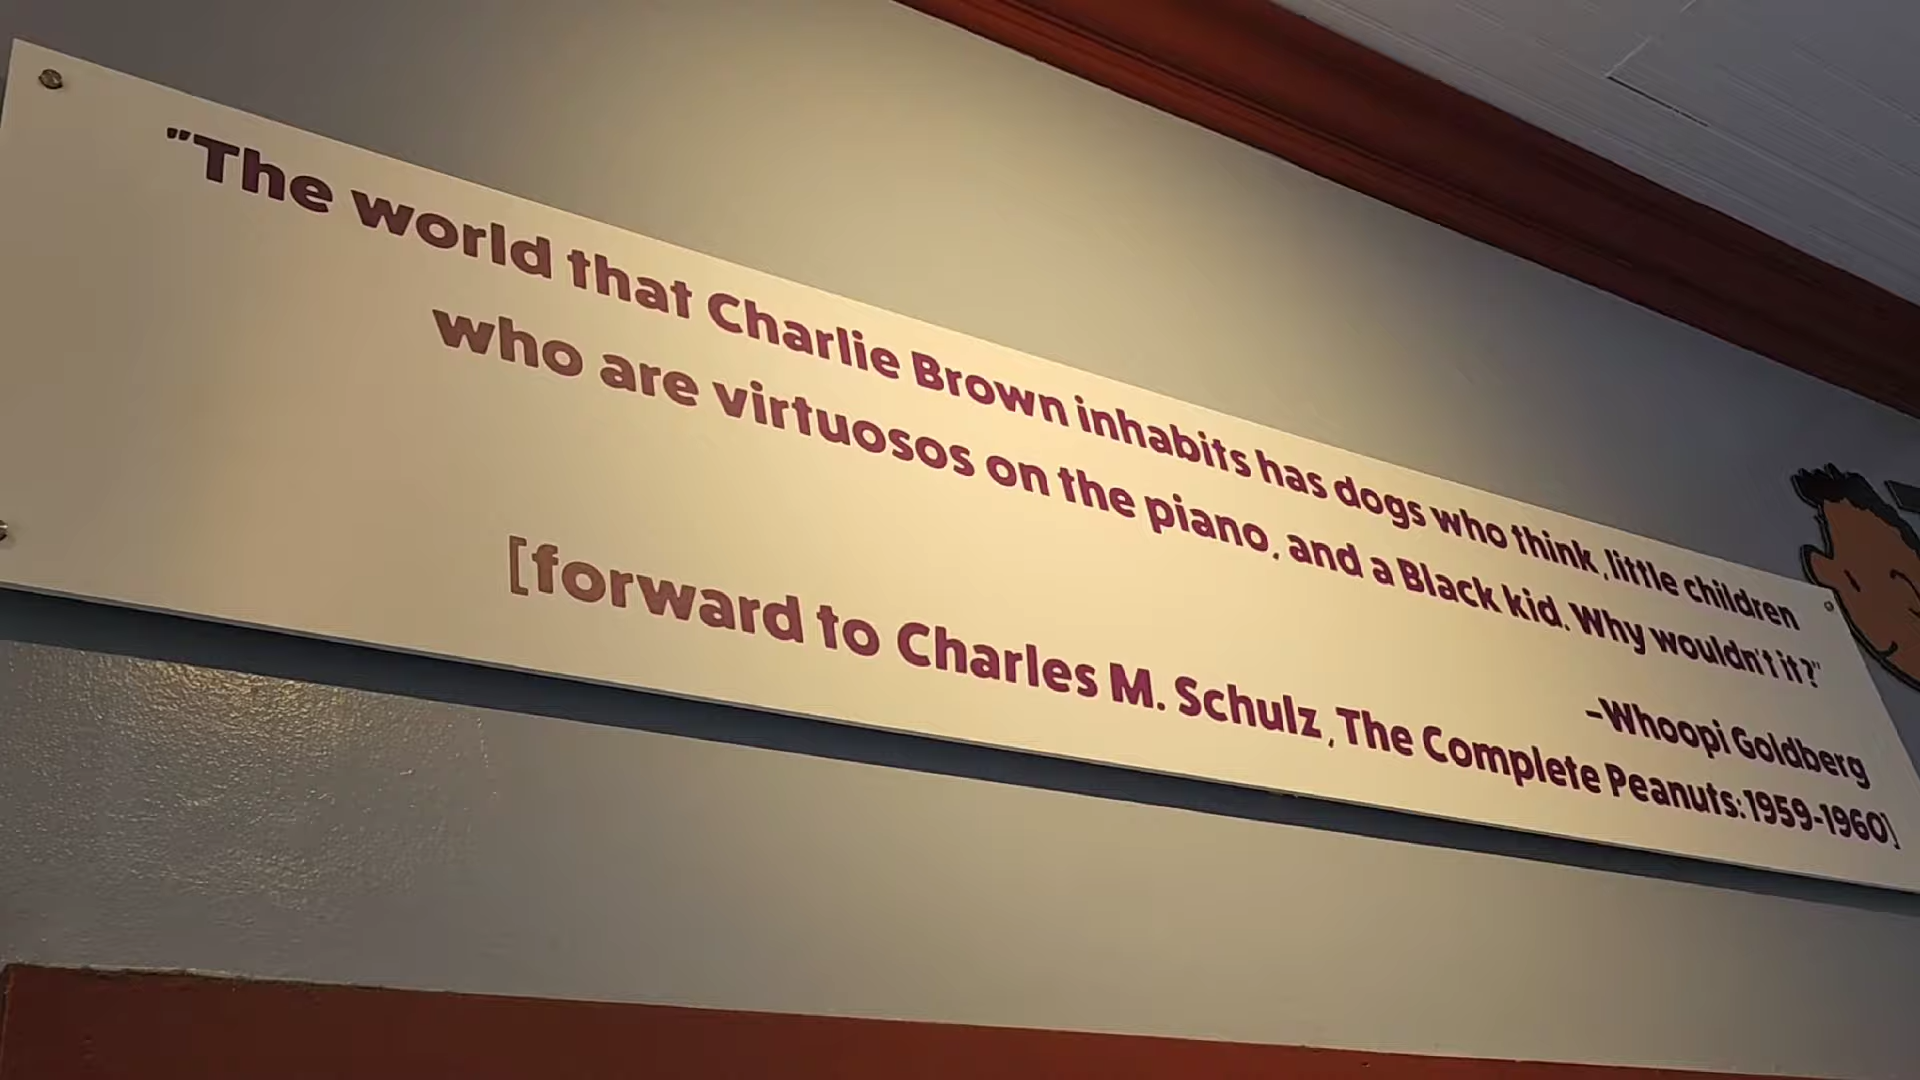 "The world that Charlie Brown inhabits has dogs who think, little children
who are virtuosos on the piano, and a Black kid. Why wouldn't it?"
-Whoopi Goldberg
[forward to Charles M. Schulz, The Complete Peanuts: 1959-1960]